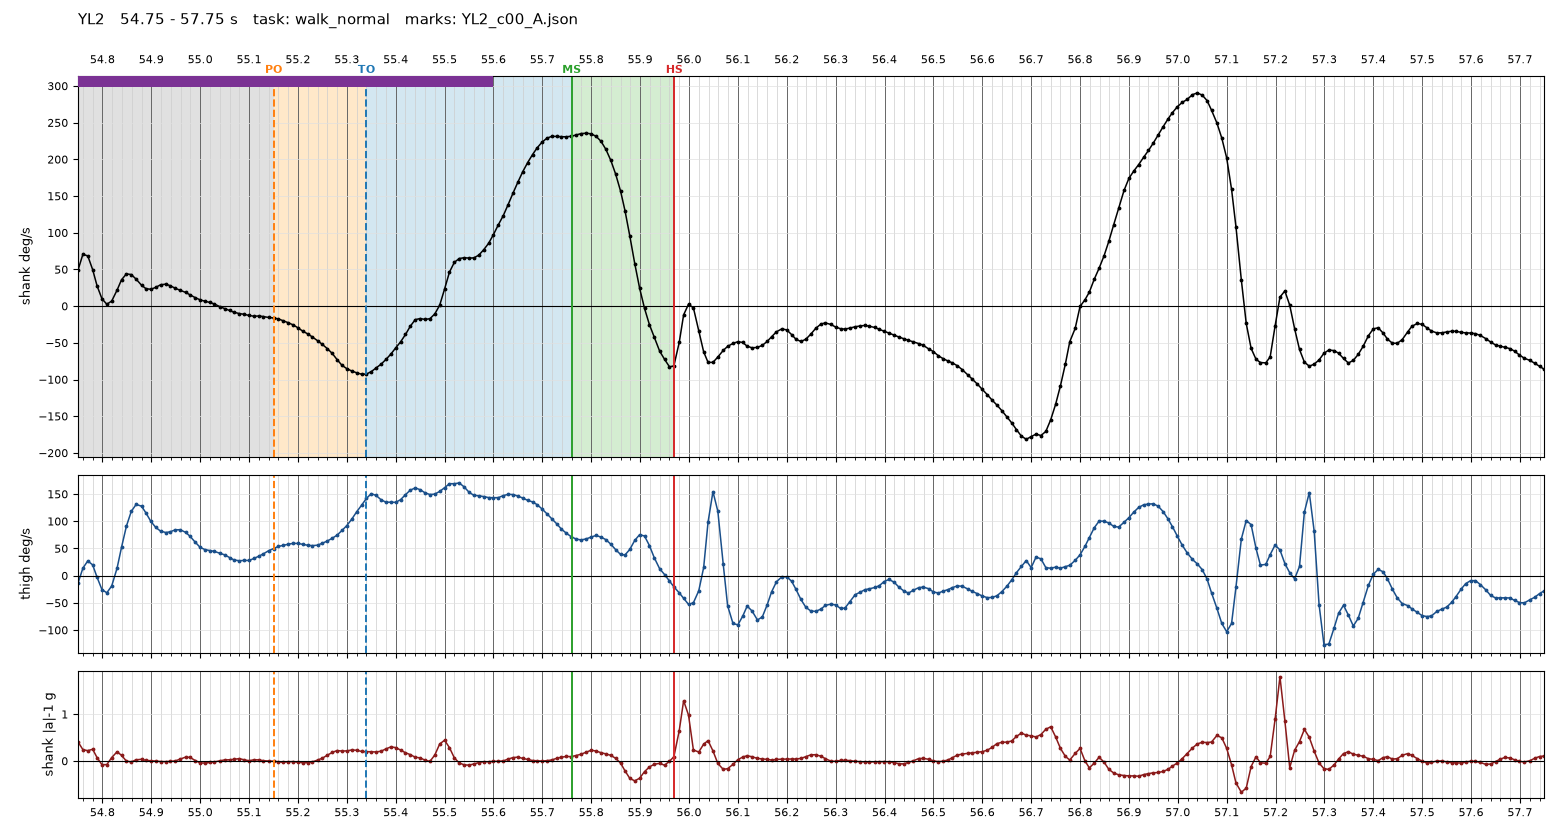 YL2   54.75 - 57.75 s   task: walk_normal   marks: YL2_c00_A.json
54.8 54.9 55.0 55.1 55.2 55.3 55.4 55.5 55.6 55.7 55.8 55.9 56.0 56.1 56.2 56.3 56.4 56.5 56.6 56.7 56.8 56.9 57.0 57.1 57.2 57.3 57.4 57.5 57.6 57.7
PO TO MS HS
300
250
200
150
100
50
0
−50
−100
−150
−200
shank deg/s
150
100
50
0
−50
−100
thigh deg/s
1
0
shank |a|-1 g
54.8 54.9 55.0 55.1 55.2 55.3 55.4 55.5 55.6 55.7 55.8 55.9 56.0 56.1 56.2 56.3 56.4 56.5 56.6 56.7 56.8 56.9 57.0 57.1 57.2 57.3 57.4 57.5 57.6 57.7